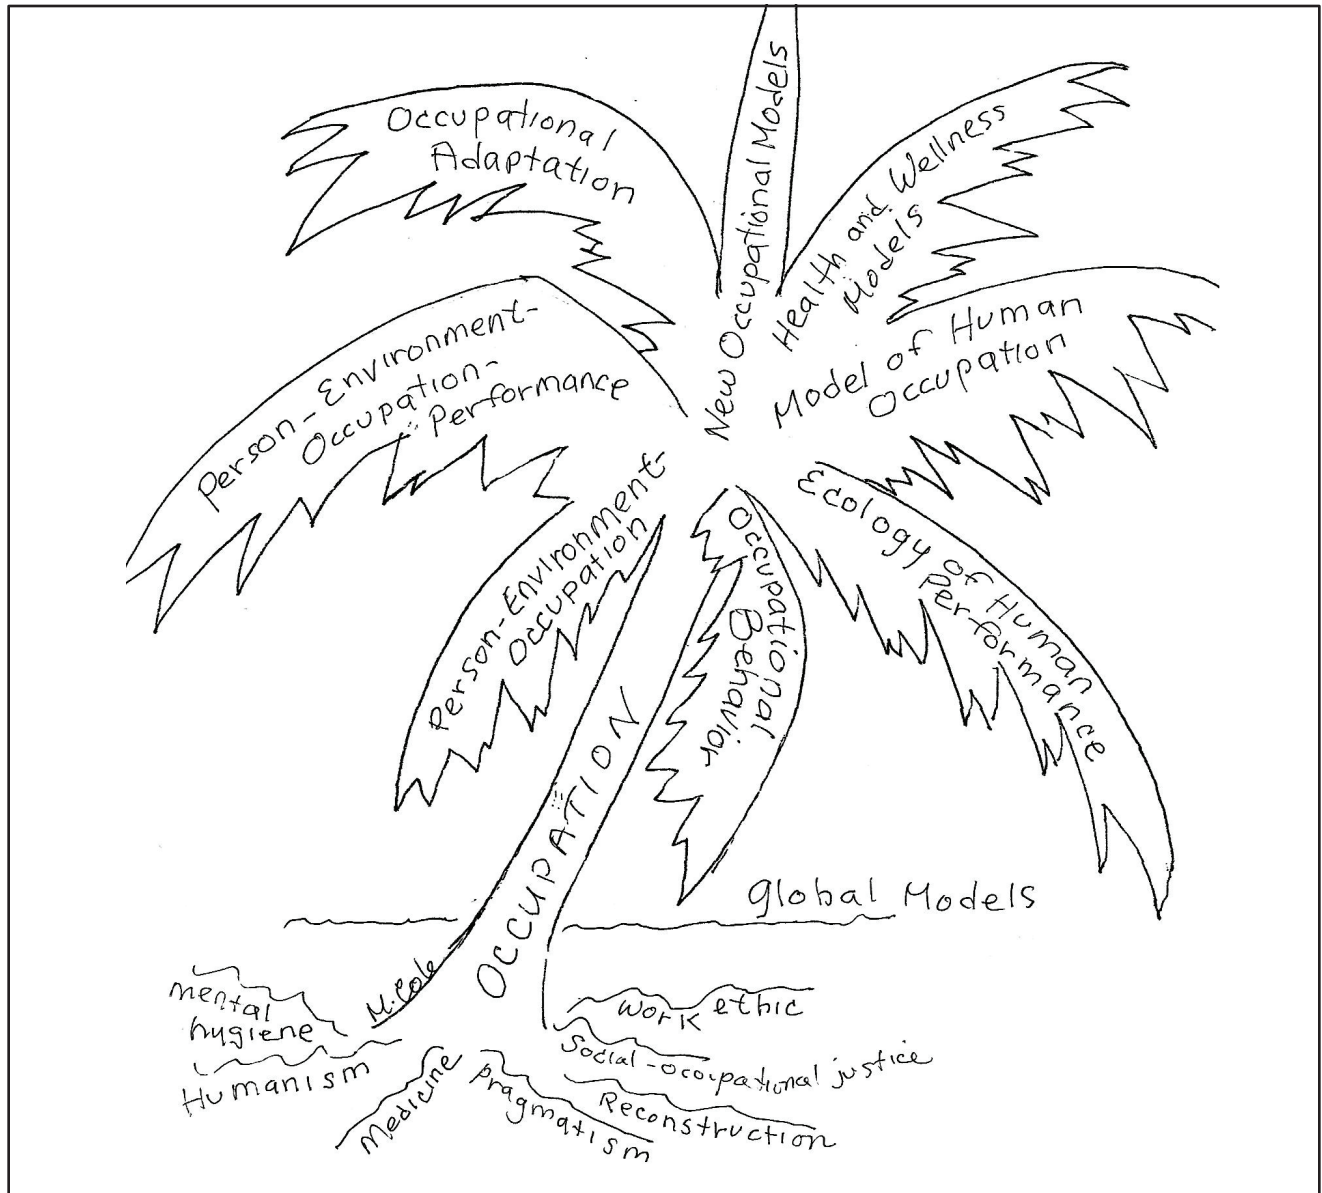 Occupational
Adaptation
New Occupational Models
Health and Wellness
Models
Person-Environment-
Occupation-
Performance
Model of Human
Occupation
Person-Environment-
Occupation
Occupational
Behavior
Ecology of Human
Performance
OCCUPATION
Global Models
M. Cole
mental
hygiene
Humanism
Medicine
Pragmatism
work ethic
Social-occupational justice
Reconstruction